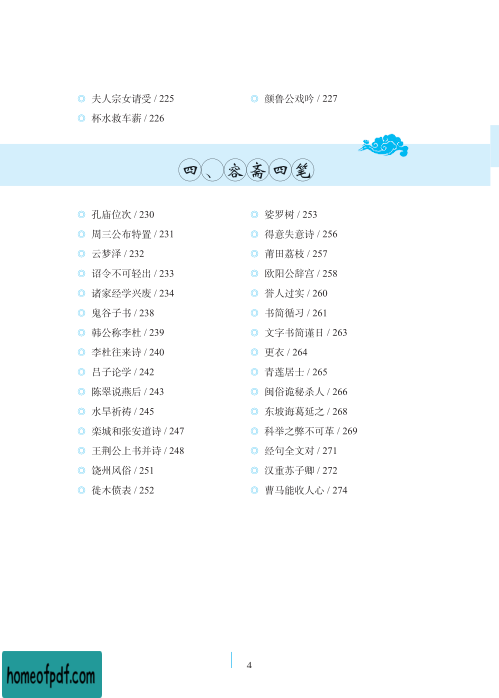 夫人宗女请受 / 225
杯水救车薪 / 226
颜鲁公戏吟 / 227
四、容斋四笔
孔庙位次 / 230
周三公布特置 / 231
云梦泽 / 232
诏令不可轻出 / 233
诸家经学兴废 / 234
鬼谷子书 / 238
韩公称李杜 / 239
李杜往来诗 / 240
吕子论学 / 242
陈翠说燕后 / 243
水旱祈祷 / 245
栾城和张安道诗 / 247
王荆公上书并诗 / 248
饶州风俗 / 251
徙木偾表 / 252
娑罗树 / 253
得意失意诗 / 256
莆田荔枝 / 257
欧阳公辞官 / 258
誉人过实 / 260
书简循习 / 261
文字书简谨日 / 263
更衣 / 264
青莲居士 / 265
闽俗诡秘杀人 / 266
东坡海葛延之 / 268
科举之弊不可革 / 269
经句全文对 / 271
汉重苏子卿 / 272
曹马能收人心 / 274
4
homeofpdf.com